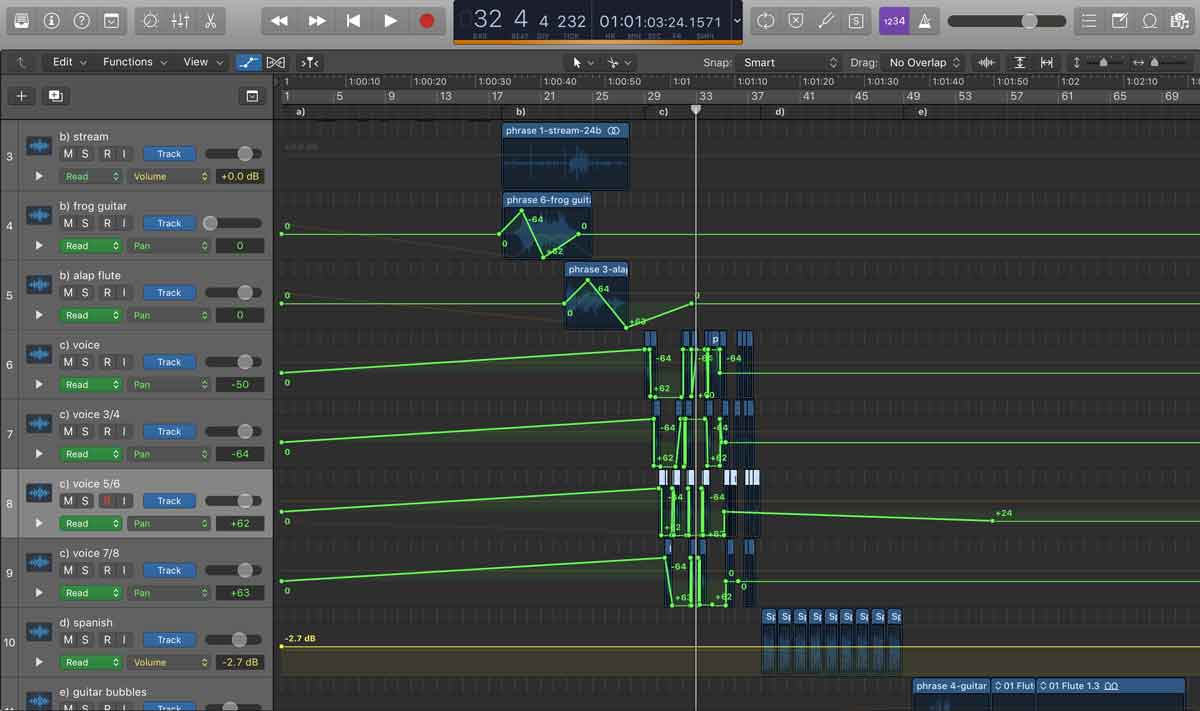 32 4 4 232 01:01:03:24.1571
BAR BEAT DIV TICK HR MIN SEC FR SUBFL
1234
Edit Functions View Snap: Smart Drag: No Overlap
1 1:00:10 1:00:20 1:00:30 1:00:40 1:00:50 1:01 1:01:10 1:01:20 1:01:30 1:01:40 1:01:50 1:02 1:02:10
1 5 9 13 17 21 25 29 33 37 41 45 49 53 57 61 65 69
a) b) c) d) e)
3 b) stream
M S R I Track
Read Volume +0.0 dB
phrase 1-stream-24b
4 b) frog guitar
M S R I Track
Read Pan 0
phrase 6-frog guita
0 0 -64 +62 0
5 b) alap flute
M S R I Track
Read Pan 0
phrase 3-alap
0 0 -64 +63 0
6 c) voice
M S R I Track
Read Pan -50
p
0 -64 +62 -64
7 c) voice 3/4
M S R I Track
Read Pan -64
0 -64 +62 -64 +62
8 c) voice 5/6
M S R I Track
Read Pan +62
0 -64 -64 +24
9 c) voice 7/8
M S R I Track
Read Pan +63
0 -64 +63 +62 0 0
10 d) spanish
M S R I Track
Read Volume -2.7 dB
-2.7 dB
Sp Sp Sp Sp Sp Sp Sp Sp Sp
e) guitar bubbles
M S R I Track
phrase 4-guitar 01 Flut 01 Flute 1.3